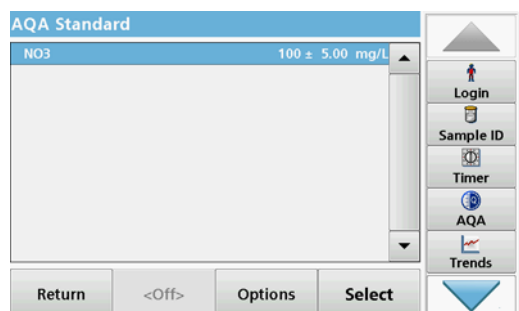 AQA Standard
NO3 100 ± 5.00 mg/L
Login
Sample ID
Timer
AQA
Trends
Return <Off> Options Select